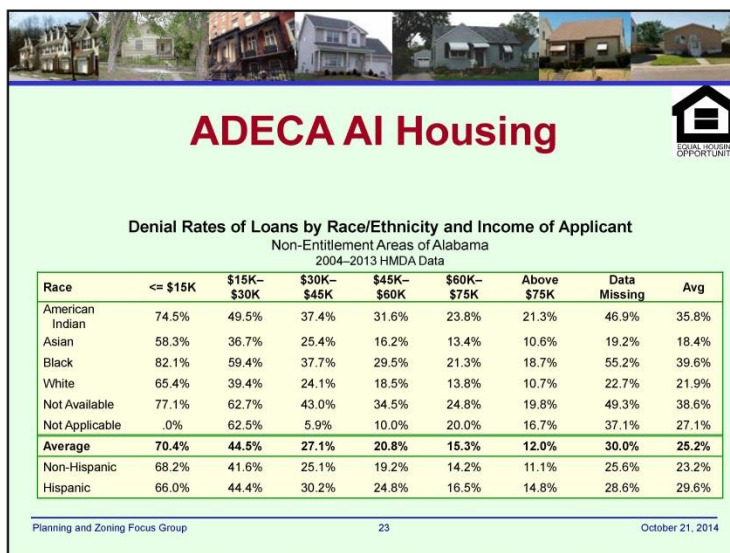 ADECA AI Housing
EQUAL HOUSING
OPPORTUNITY
Denial Rates of Loans by Race/Ethnicity and Income of Applicant
Non-Entitlement Areas of Alabama
2004–2013 HMDA Data
Race <= $15K $15K–$30K $30K–$45K $45K–$60K $60K–$75K Above $75K Data Missing Avg
American Indian 74.5% 49.5% 37.4% 31.6% 23.8% 21.3% 46.9% 35.8%
Asian 58.3% 36.7% 25.4% 16.2% 13.4% 10.6% 19.2% 18.4%
Black 82.1% 59.4% 37.7% 29.5% 21.3% 18.7% 55.2% 39.6%
White 65.4% 39.4% 24.1% 18.5% 13.8% 10.7% 22.7% 21.9%
Not Available 77.1% 62.7% 43.0% 34.5% 24.8% 19.8% 49.3% 38.6%
Not Applicable .0% 62.5% 5.9% 10.0% 20.0% 16.7% 37.1% 27.1%
Average 70.4% 44.5% 27.1% 20.8% 15.3% 12.0% 30.0% 25.2%
Non-Hispanic 68.2% 41.6% 25.1% 19.2% 14.2% 11.1% 25.6% 23.2%
Hispanic 66.0% 44.4% 30.2% 24.8% 16.5% 14.8% 28.6% 29.6%
Planning and Zoning Focus Group 23 October 21, 2014